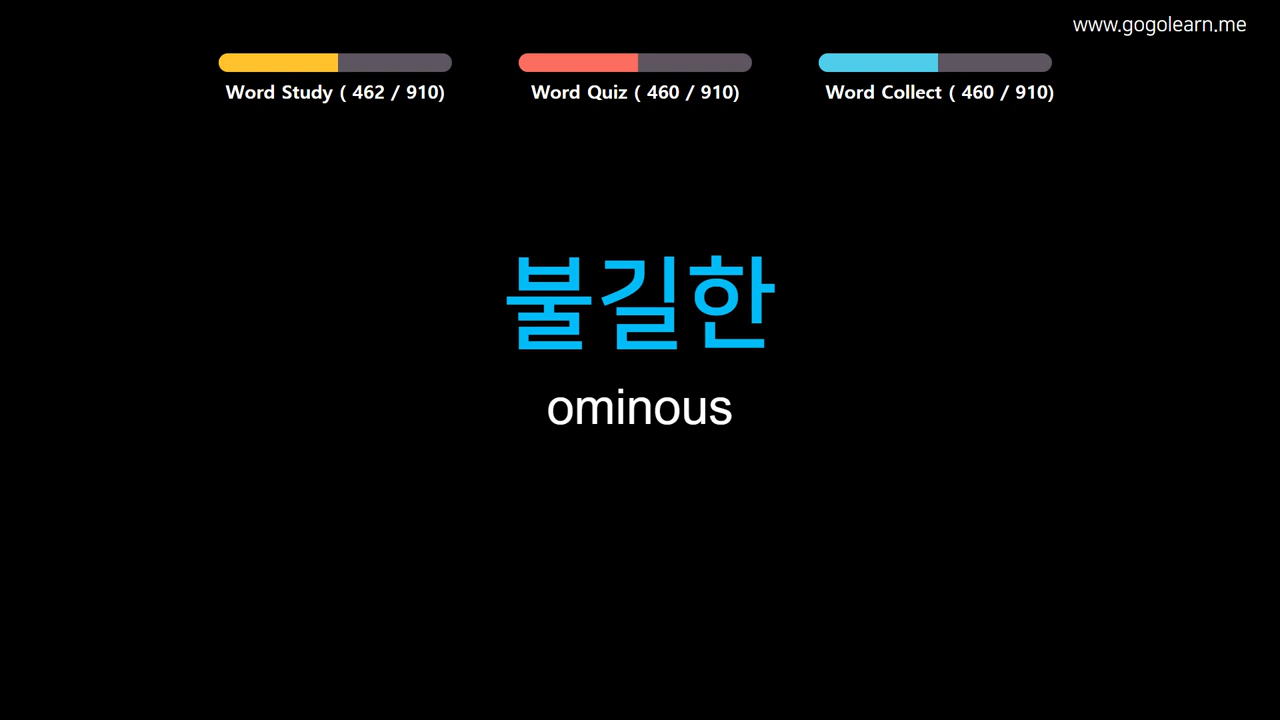 www.gogolearn.me
Word Study ( 462 / 910)
Word Quiz ( 460 / 910)
Word Collect ( 460 / 910)
불길한
ominous